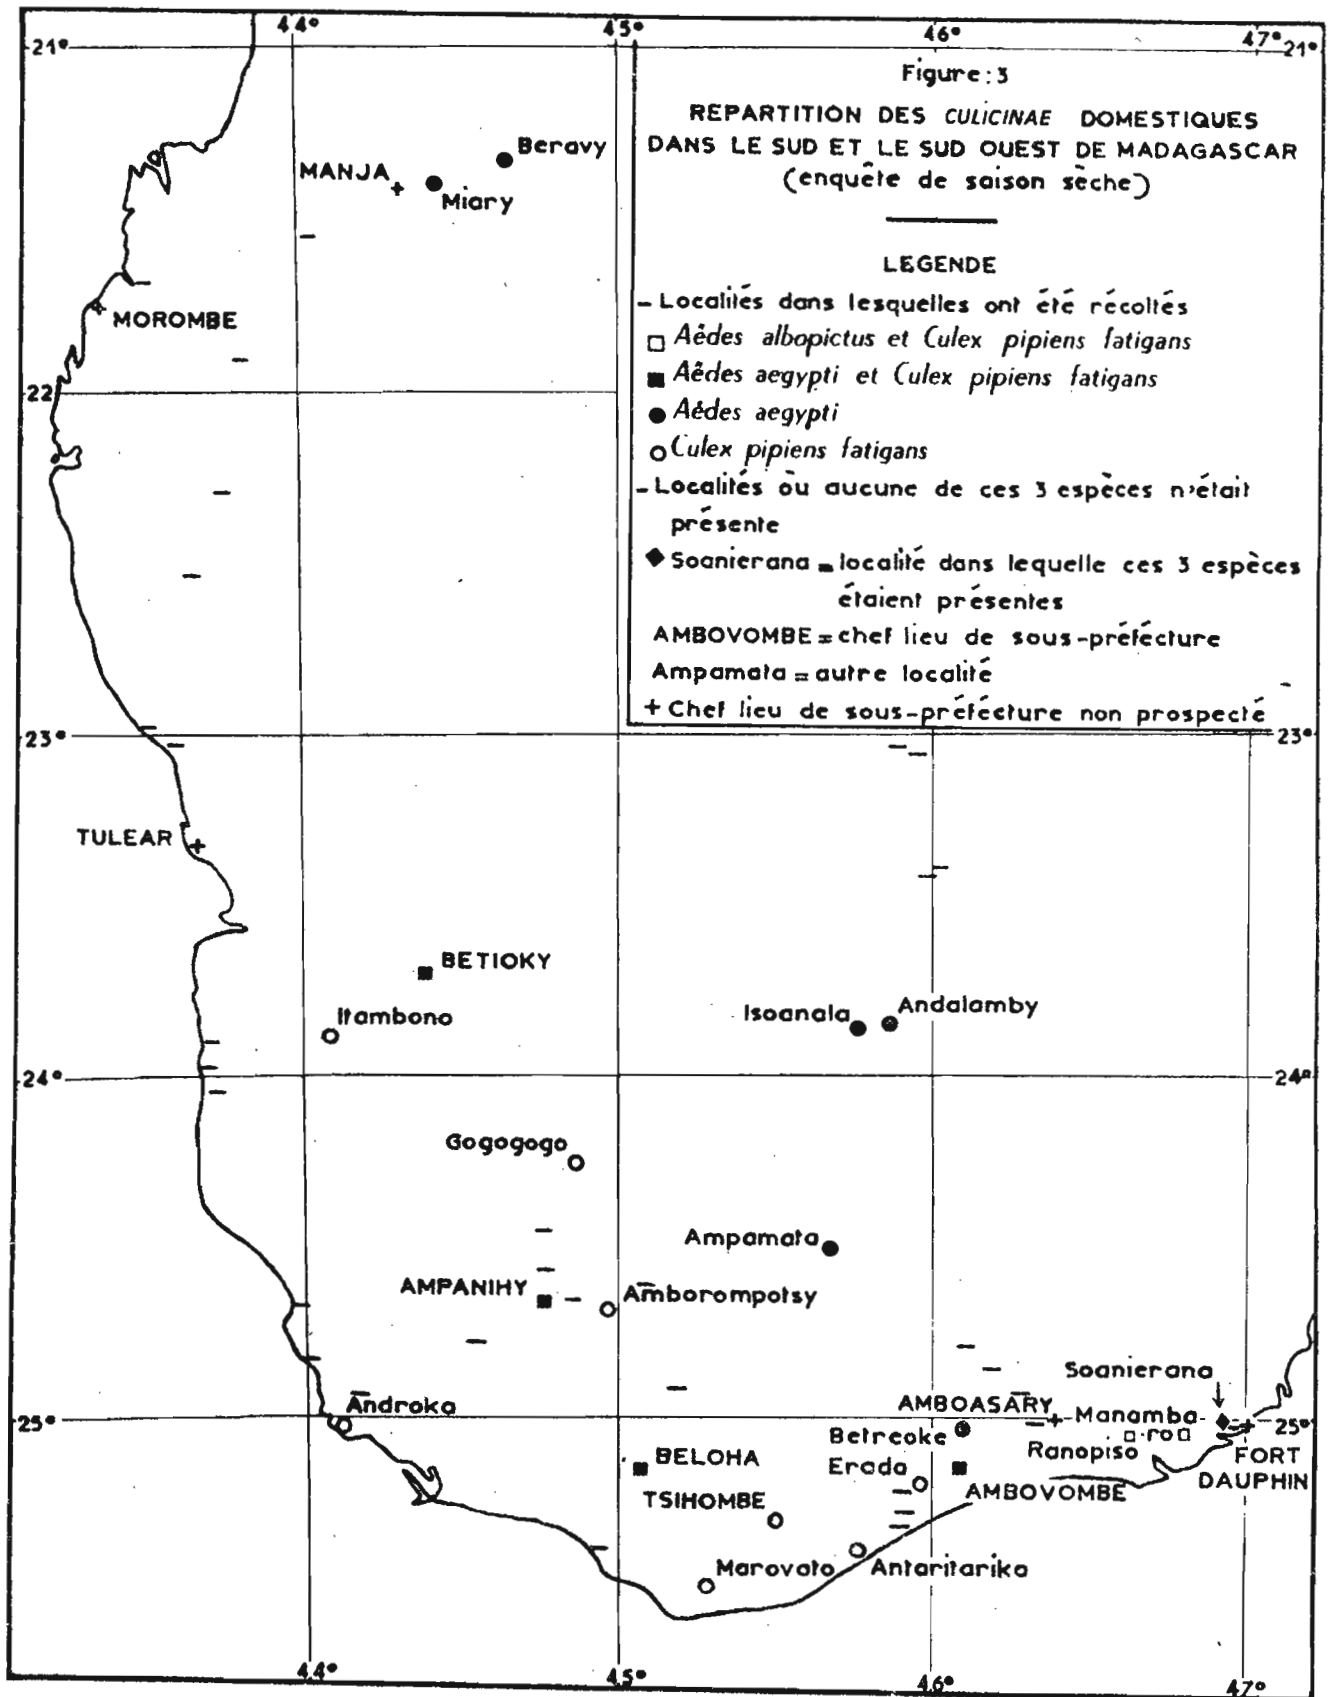 44° 45° 46° 47°
21° 21°
Figure:3
REPARTITION DES CULICINAE DOMESTIQUES
DANS LE SUD ET LE SUD OUEST DE MADAGASCAR
(enquête de saison sèche)
LEGENDE
– Localités dans lesquelles ont été récoltés
□ Aëdes albopictus et Culex pipiens fatigans
■ Aëdes aegypti et Culex pipiens fatigans
● Aëdes aegypti
○ Culex pipiens fatigans
– Localités où aucune de ces 3 espèces n'était
présente
◆ Soanierana = localité dans lequelle ces 3 espèces
étaient présentes
AMBOVOMBE = chef lieu de sous-préfécture
Ampamata = autre localité
+ Chef lieu de sous-préfécture non prospecté
Beravy
MANJA
Miary
MOROMBE
22°
23° 23°
TULEAR
BETIOKY
Itambono
Isoanala
Andalamby
24° 24°
Gogogogo
Ampamata
AMPANIHY
Amborompotsy
Soanierana
Androka
AMBOASARY
Manamba-
ro
25° 25°
Betreoke
Ranopiso
FORT
DAUPHIN
BELOHA
Erada
AMBOVOMBE
TSIHOMBE
Marovato
Antaritarika
44° 45° 46° 47°